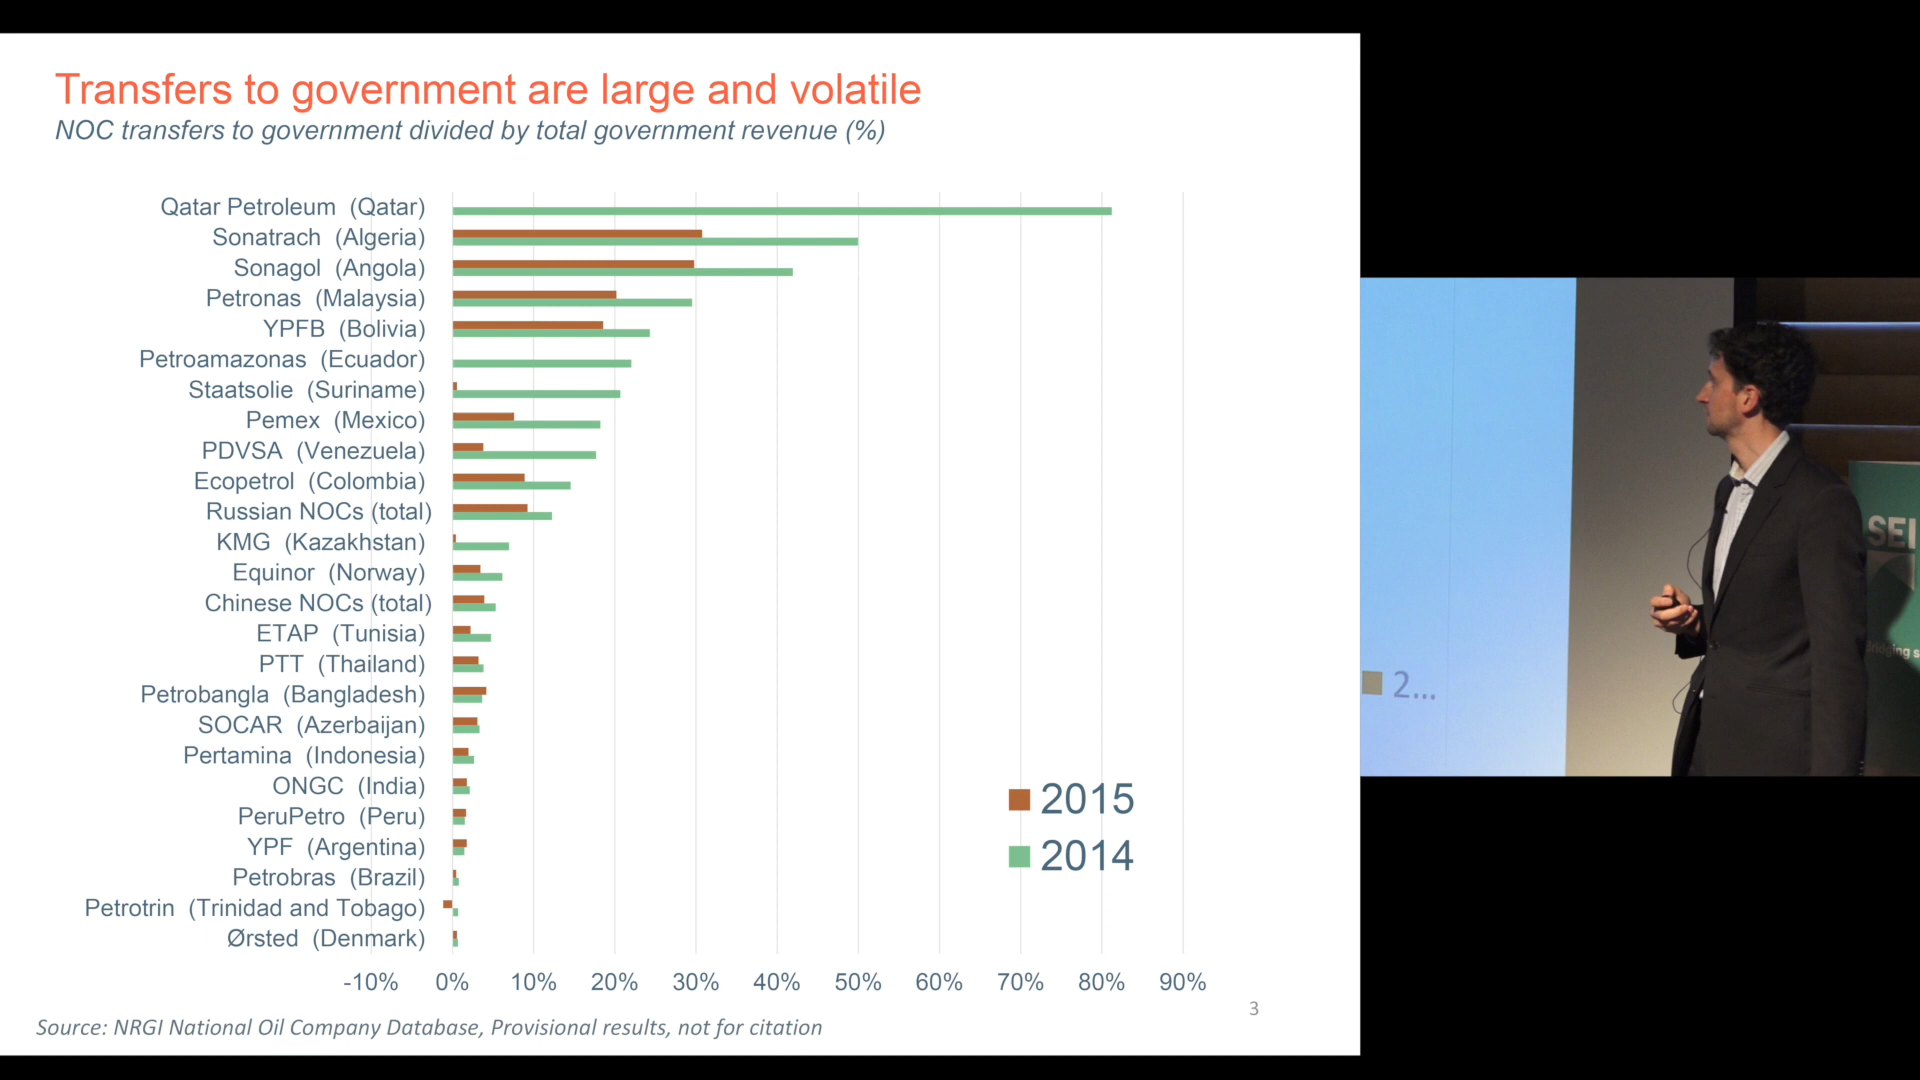 Transfers to government are large and volatile
NOC transfers to government divided by total government revenue (%)
Qatar Petroleum (Qatar)
Sonatrach (Algeria)
Sonagol (Angola)
Petronas (Malaysia)
YPFB (Bolivia)
Petroamazonas (Ecuador)
Staatsolie (Suriname)
Pemex (Mexico)
PDVSA (Venezuela)
Ecopetrol (Colombia)
Russian NOCs (total)
KMG (Kazakhstan)
Equinor (Norway)
Chinese NOCs (total)
ETAP (Tunisia)
PTT (Thailand)
Petrobangla (Bangladesh)
SOCAR (Azerbaijan)
Pertamina (Indonesia)
ONGC (India)
PeruPetro (Peru)
YPF (Argentina)
Petrobras (Brazil)
Petrotrin (Trinidad and Tobago)
Ørsted (Denmark)
2015
2014
-10% 0% 10% 20% 30% 40% 50% 60% 70% 80% 90%
3
Source: NRGI National Oil Company Database, Provisional results, not for citation
2...
SEI